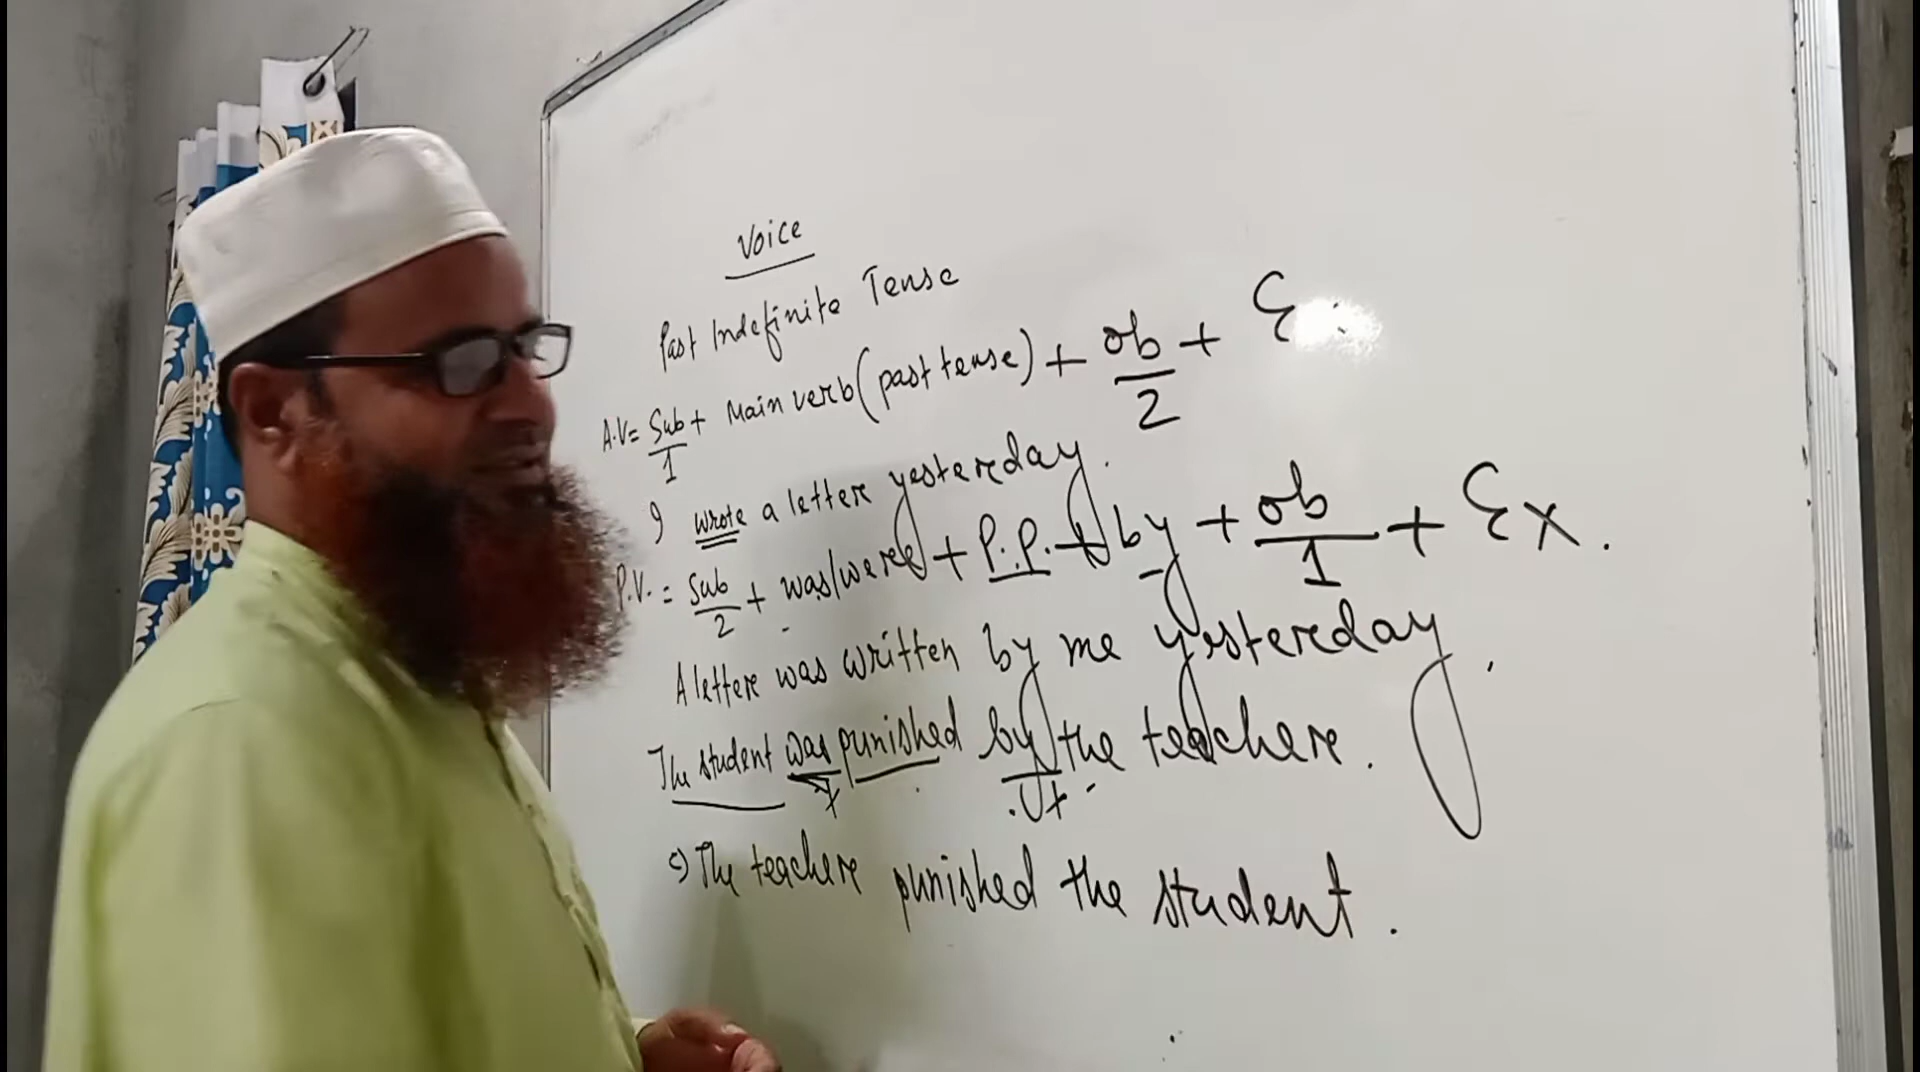 Voice
Past Indefinite Tense
A.V= Sub/1 + Main verb (past tense) + ob/2 + Ex.
I wrote a letter yesterday.
P.V. = Sub/2 + was/were + P.P. + by + ob/1 + Ex.
A letter was written by me yesterday.
The student was punished by the teacher.
=) The teacher punished the student.